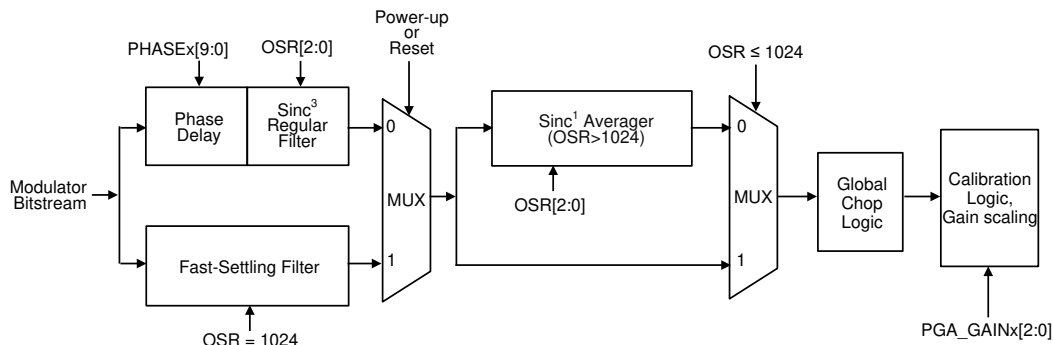 Power-up
or
Reset
PHASEx[9:0]
OSR[2:0]
OSR ≤ 1024
Phase
Delay
Sinc³
Regular
Filter
0
Sinc¹ Averager
(OSR>1024)
0
Modulator
Bitstream
MUX
OSR[2:0]
MUX
Global
Chop
Logic
Calibration
Logic,
Gain scaling
Fast-Settling Filter
1
1
OSR = 1024
PGA_GAINx[2:0]